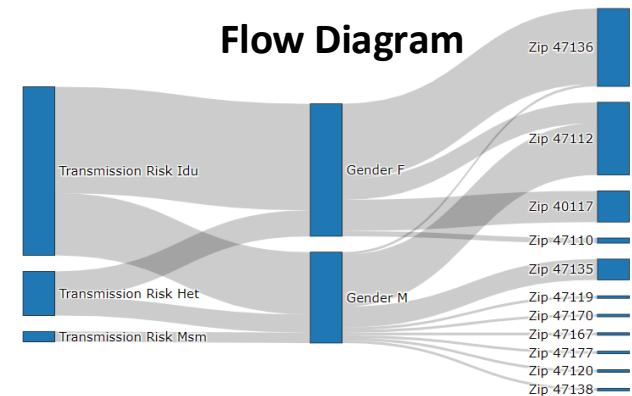 Flow Diagram
Transmission Risk Idu
Transmission Risk Het
Transmission Risk Msm
Gender F
Gender M
Zip 47136
Zip 47112
Zip 40117
Zip 47110
Zip 47135
Zip 47119
Zip 47170
Zip 47167
Zip 47177
Zip 47120
Zip 47138